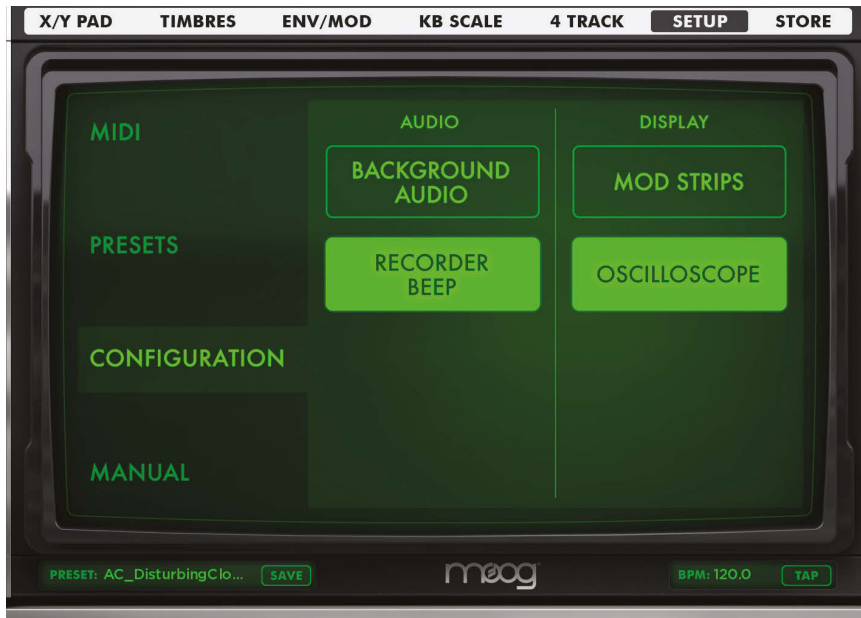 X/Y PAD TIMBRES ENV/MOD KB SCALE 4 TRACK SETUP STORE
MIDI
PRESETS
CONFIGURATION
MANUAL
AUDIO
BACKGROUND
AUDIO
RECORDER
BEEP
DISPLAY
MOD STRIPS
OSCILLOSCOPE
PRESET: AC_DisturbingClo... SAVE moog BPM: 120.0 TAP